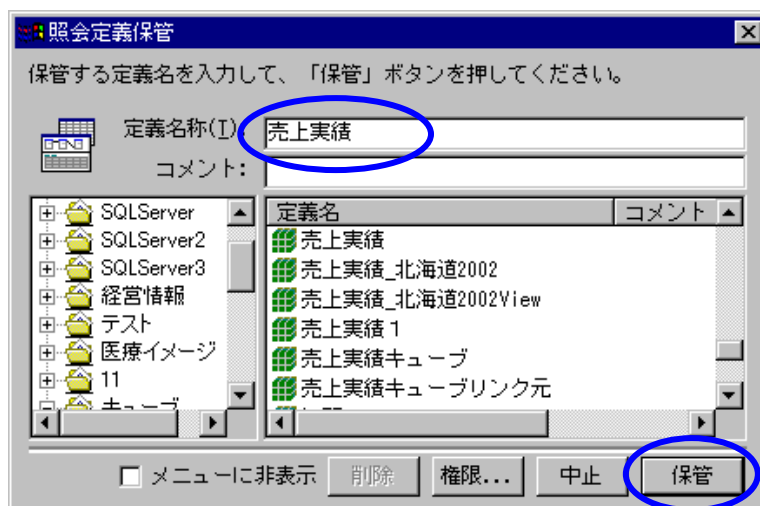 照会定義保管
保管する定義名を入力して、「保管」ボタンを押してください。
定義名称(I):
売上実績
コメント:
SQLServer
SQLServer2
SQLServer3
経営情報
テスト
医療イメージ
11
キューブ
定義名 コメント
売上実績
売上実績_北海道2002
売上実績_北海道2002View
売上実績1
売上実績キューブ
売上実績キューブリンク元
メニューに非表示 削除 権限... 中止 保管